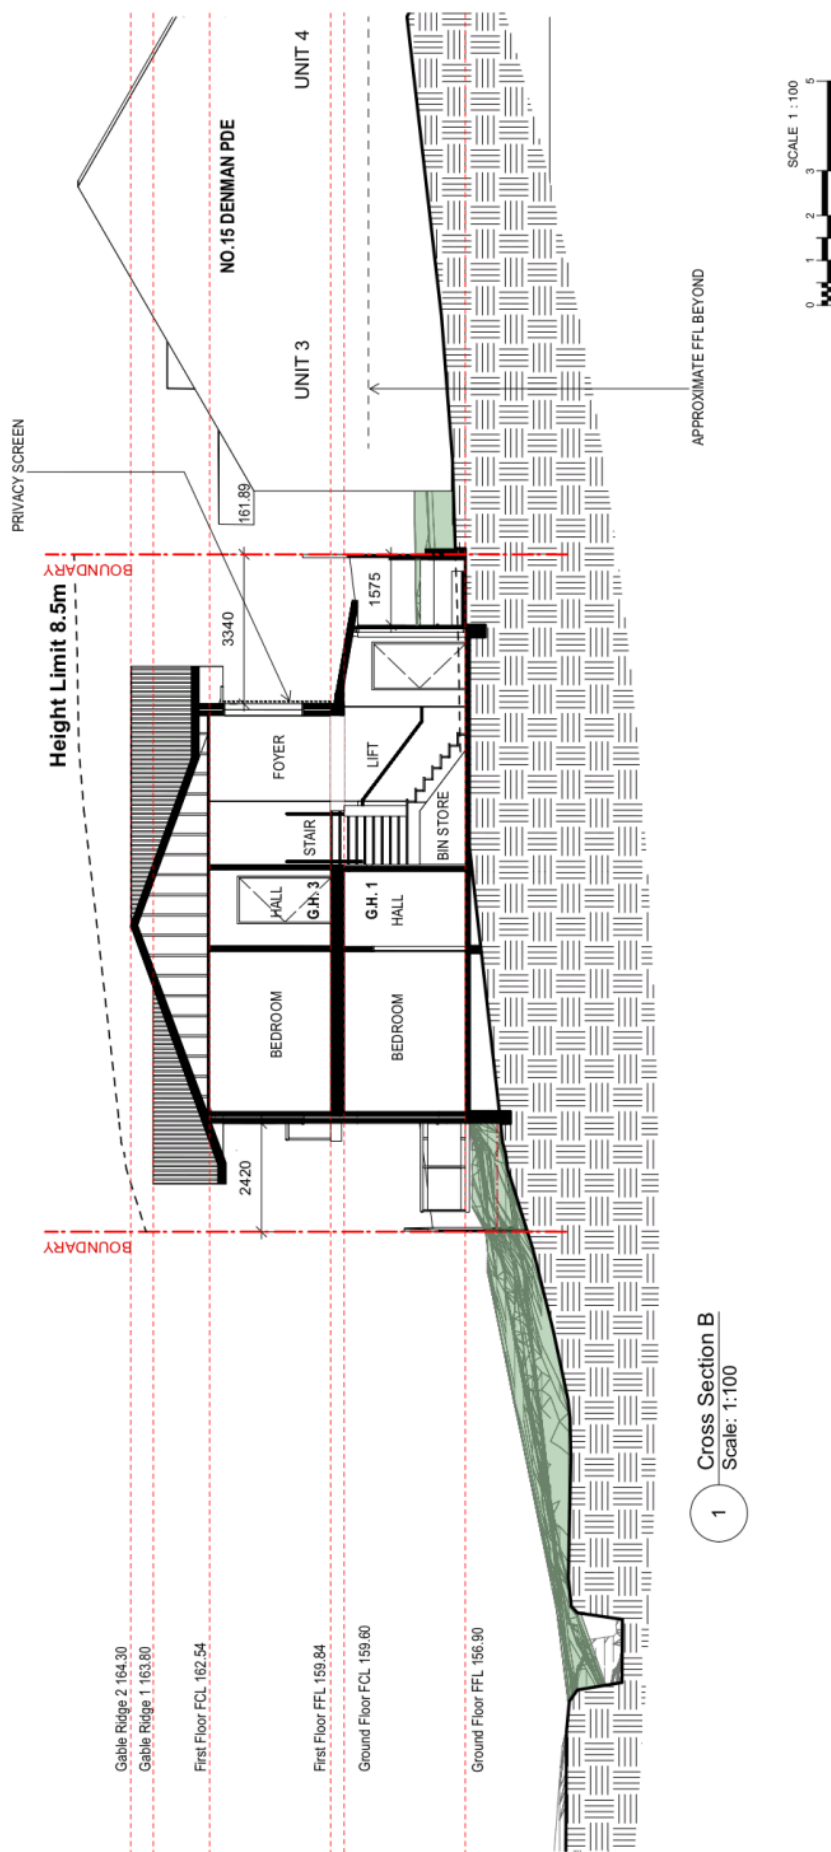 Gable Ridge 2 164.30
Gable Ridge 1 163.80
First Floor FCL 162.54
First Floor FFL 159.84
Ground Floor FCL 159.60
Ground Floor FFL 156.90
BOUNDARY
2420
Height Limit 8.5m
BEDROOM
HALL
G.H. 3
STAIR
FOYER
BEDROOM
G.H. 1
HALL
LIFT
BIN STORE
BOUNDARY
3340
1575
161.89
PRIVACY SCREEN
NO.15 DENMAN PDE
UNIT 3
UNIT 4
APPROXIMATE FFL BEYOND
1
Cross Section B
Scale: 1:100
SCALE 1 : 100
0 1 2 3 5